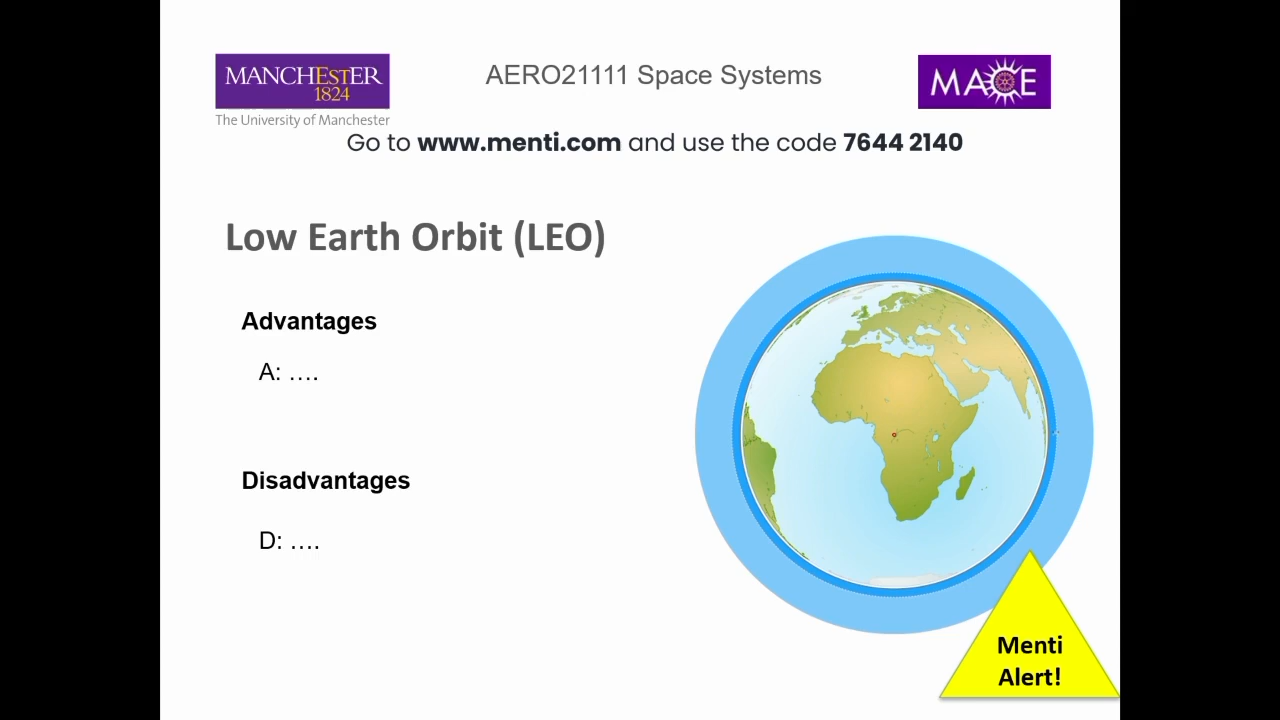 MANCHESTER
1824
The University of Manchester
AERO21111 Space Systems
MACE
Go to www.menti.com and use the code 7644 2140
Low Earth Orbit (LEO)
Advantages
A: ....
Disadvantages
D: ....
Menti
Alert!